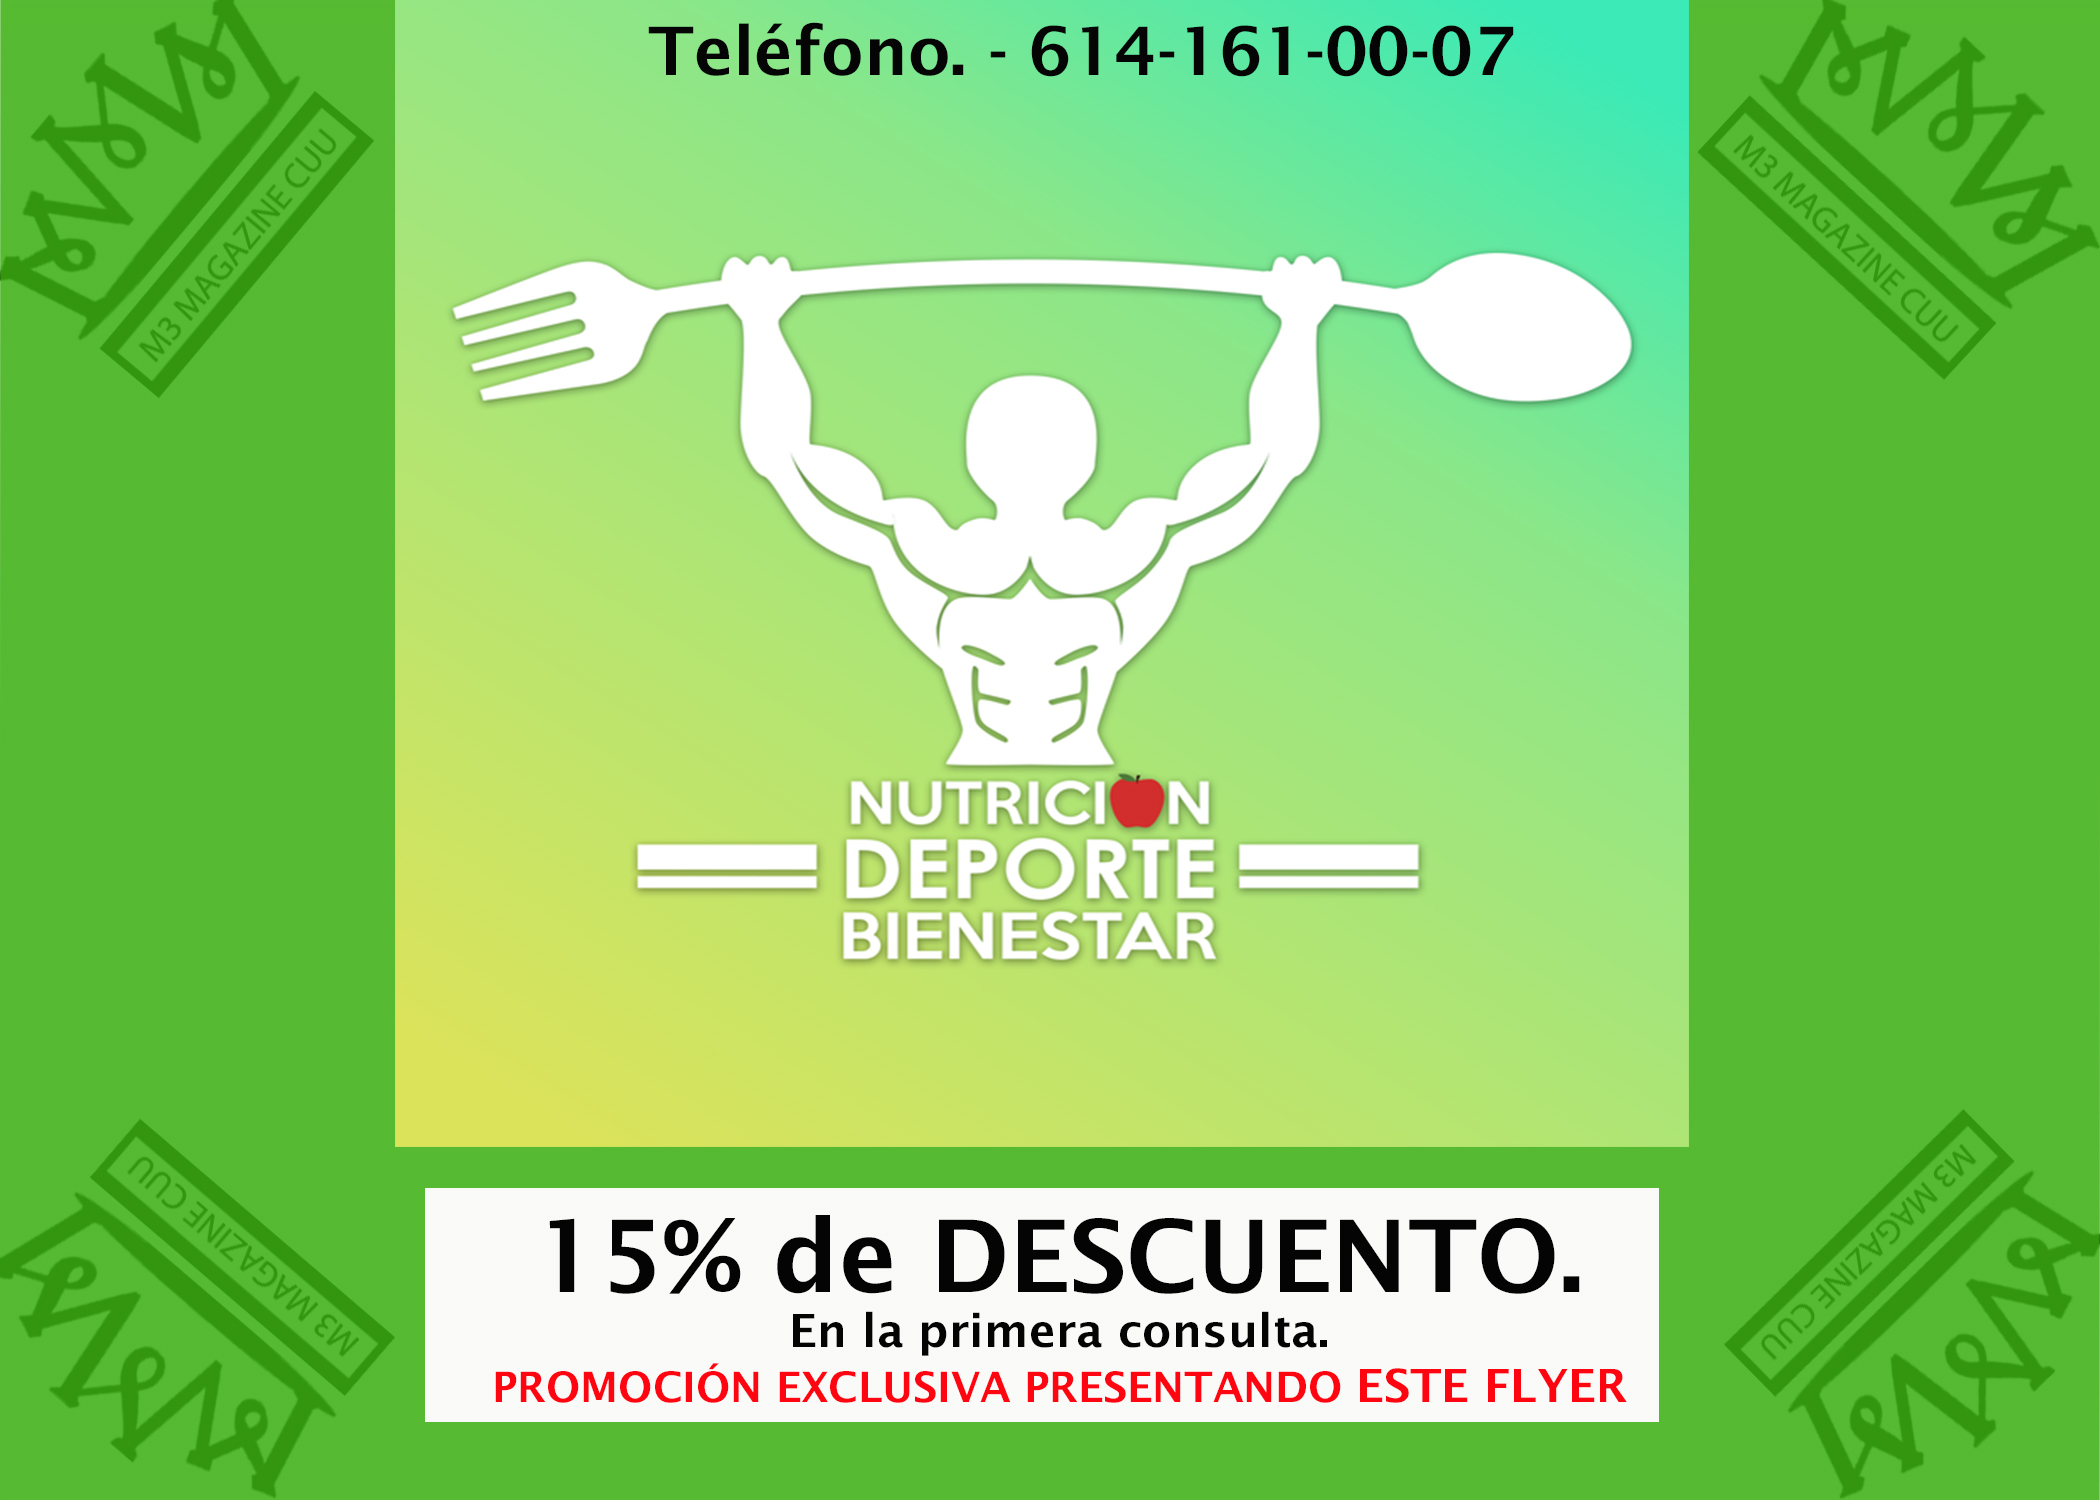 Teléfono. - 614-161-00-07
M3 MAGAZINE CUU
M3 MAGAZINE CUU
NUTRICION
DEPORTE
BIENESTAR
M3 MAGAZINE CUU
M3 MAGAZINE CUU
15% de DESCUENTO.
En la primera consulta.
PROMOCIÓN EXCLUSIVA PRESENTANDO ESTE FLYER